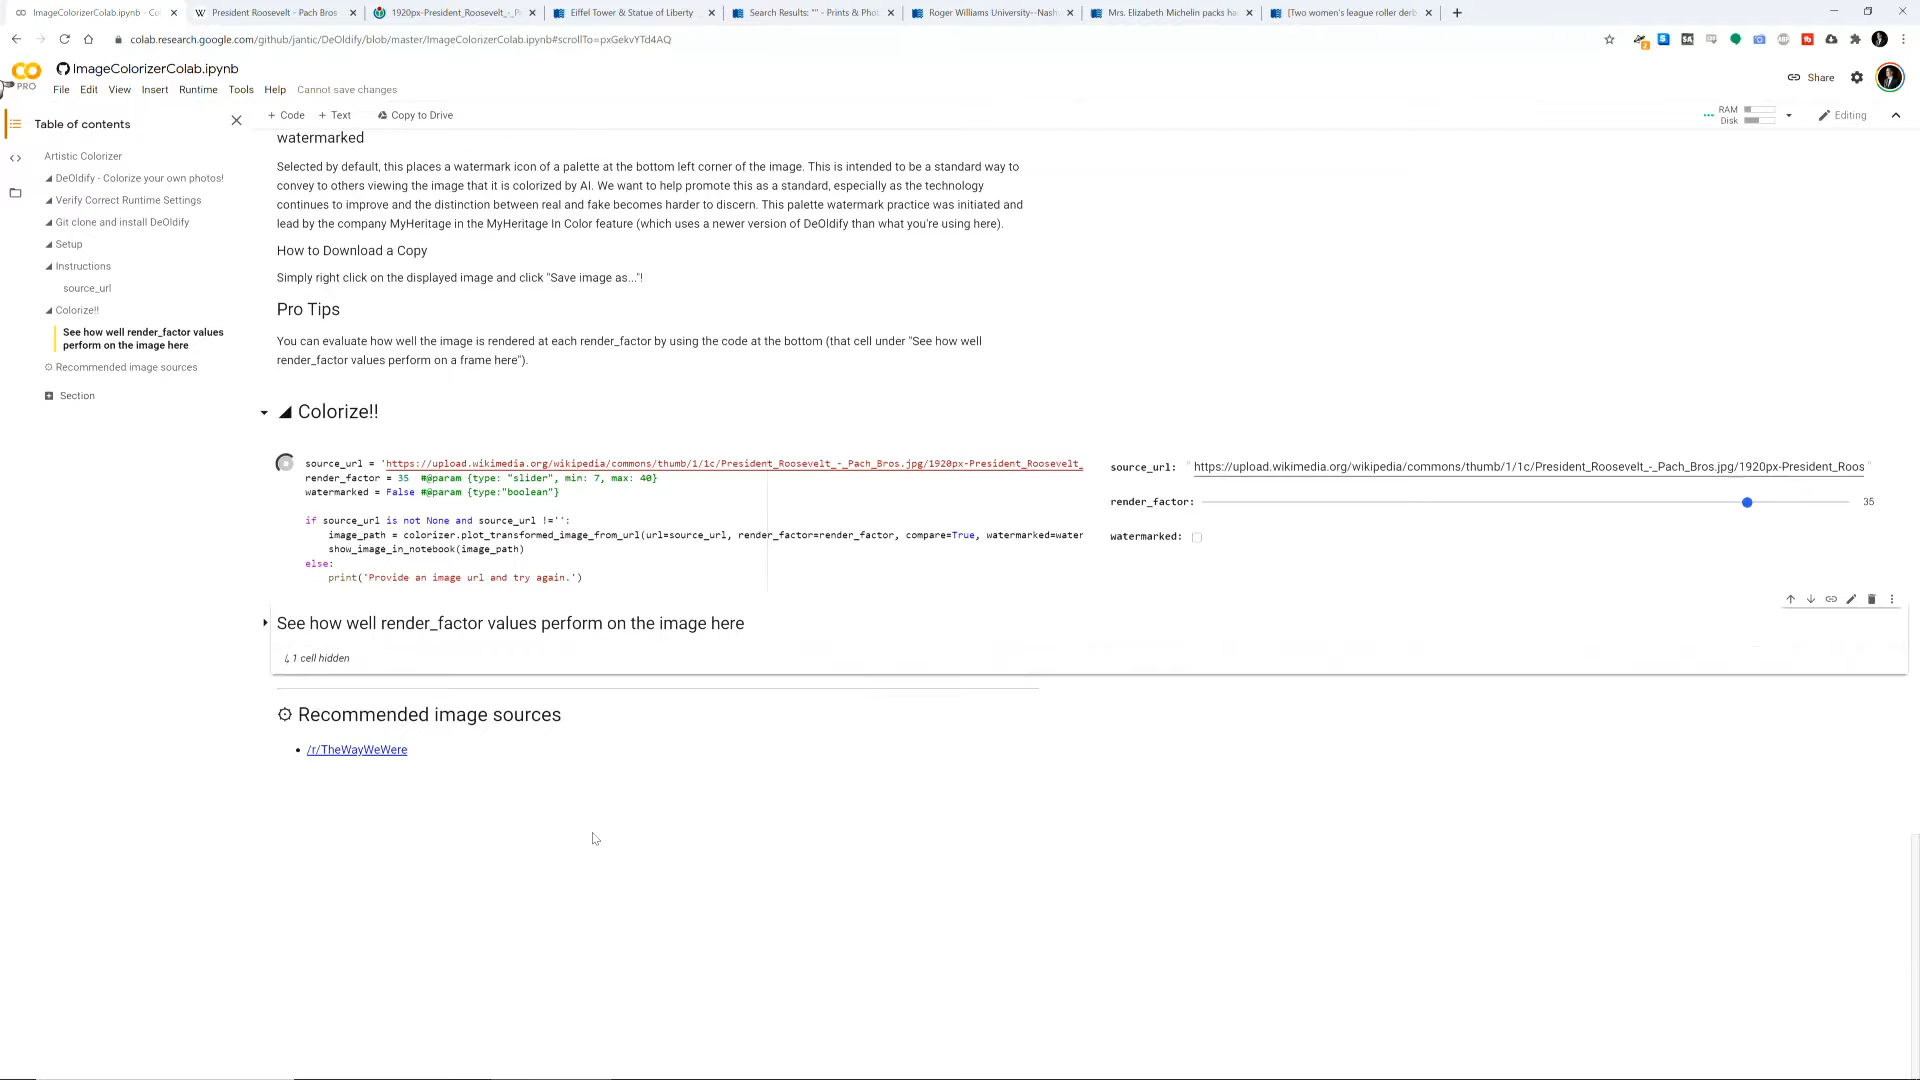 ImageColorizerColab.ipynb - Co
President Roosevelt - Pach Bros
1920px-President_Roosevelt_-_P
Eiffel Tower & Statue of Liberty
Search Results: "" - Prints & Phot
Roger Williams University--Nash
Mrs. Elizabeth Michelin packs ha
[Two women's league roller derb
colab.research.google.com/github/jantic/DeOldify/blob/master/ImageColorizerColab.ipynb#scrollTo=pxGekvYTd4AQ
PRO
ImageColorizerColab.ipynb
File Edit View Insert Runtime Tools Help Cannot save changes
Share
+ Code + Text Copy to Drive
RAM
Disk
Editing
Table of contents
Artistic Colorizer
DeOldify - Colorize your own photos!
Verify Correct Runtime Settings
Git clone and install DeOldify
Setup
Instructions
source_url
Colorize!!
See how well render_factor values
perform on the image here
Recommended image sources
Section
watermarked
Selected by default, this places a watermark icon of a palette at the bottom left corner of the image. This is intended to be a standard way to
convey to others viewing the image that it is colorized by AI. We want to help promote this as a standard, especially as the technology
continues to improve and the distinction between real and fake becomes harder to discern. This palette watermark practice was initiated and
lead by the company MyHeritage in the MyHeritage In Color feature (which uses a newer version of DeOldify than what you're using here).
How to Download a Copy
Simply right click on the displayed image and click "Save image as..."!
Pro Tips
You can evaluate how well the image is rendered at each render_factor by using the code at the bottom (that cell under "See how well
render_factor values perform on a frame here").
Colorize!!
source_url = 'https://upload.wikimedia.org/wikipedia/commons/thumb/1/1c/President_Roosevelt_-_Pach_Bros.jpg/1920px-President_Roosevelt_
render_factor = 35 #@param {type: "slider", min: 7, max: 40}
watermarked = False #@param {type:"boolean"}
if source_url is not None and source_url !='':
image_path = colorizer.plot_transformed_image_from_url(url=source_url, render_factor=render_factor, compare=True, watermarked=water
show_image_in_notebook(image_path)
else:
print('Provide an image url and try again.')
source_url: "https://upload.wikimedia.org/wikipedia/commons/thumb/1/1c/President_Roosevelt_-_Pach_Bros.jpg/1920px-President_Roos"
render_factor: 35
watermarked:
See how well render_factor values perform on the image here
1 cell hidden
Recommended image sources
• /r/TheWayWeWere